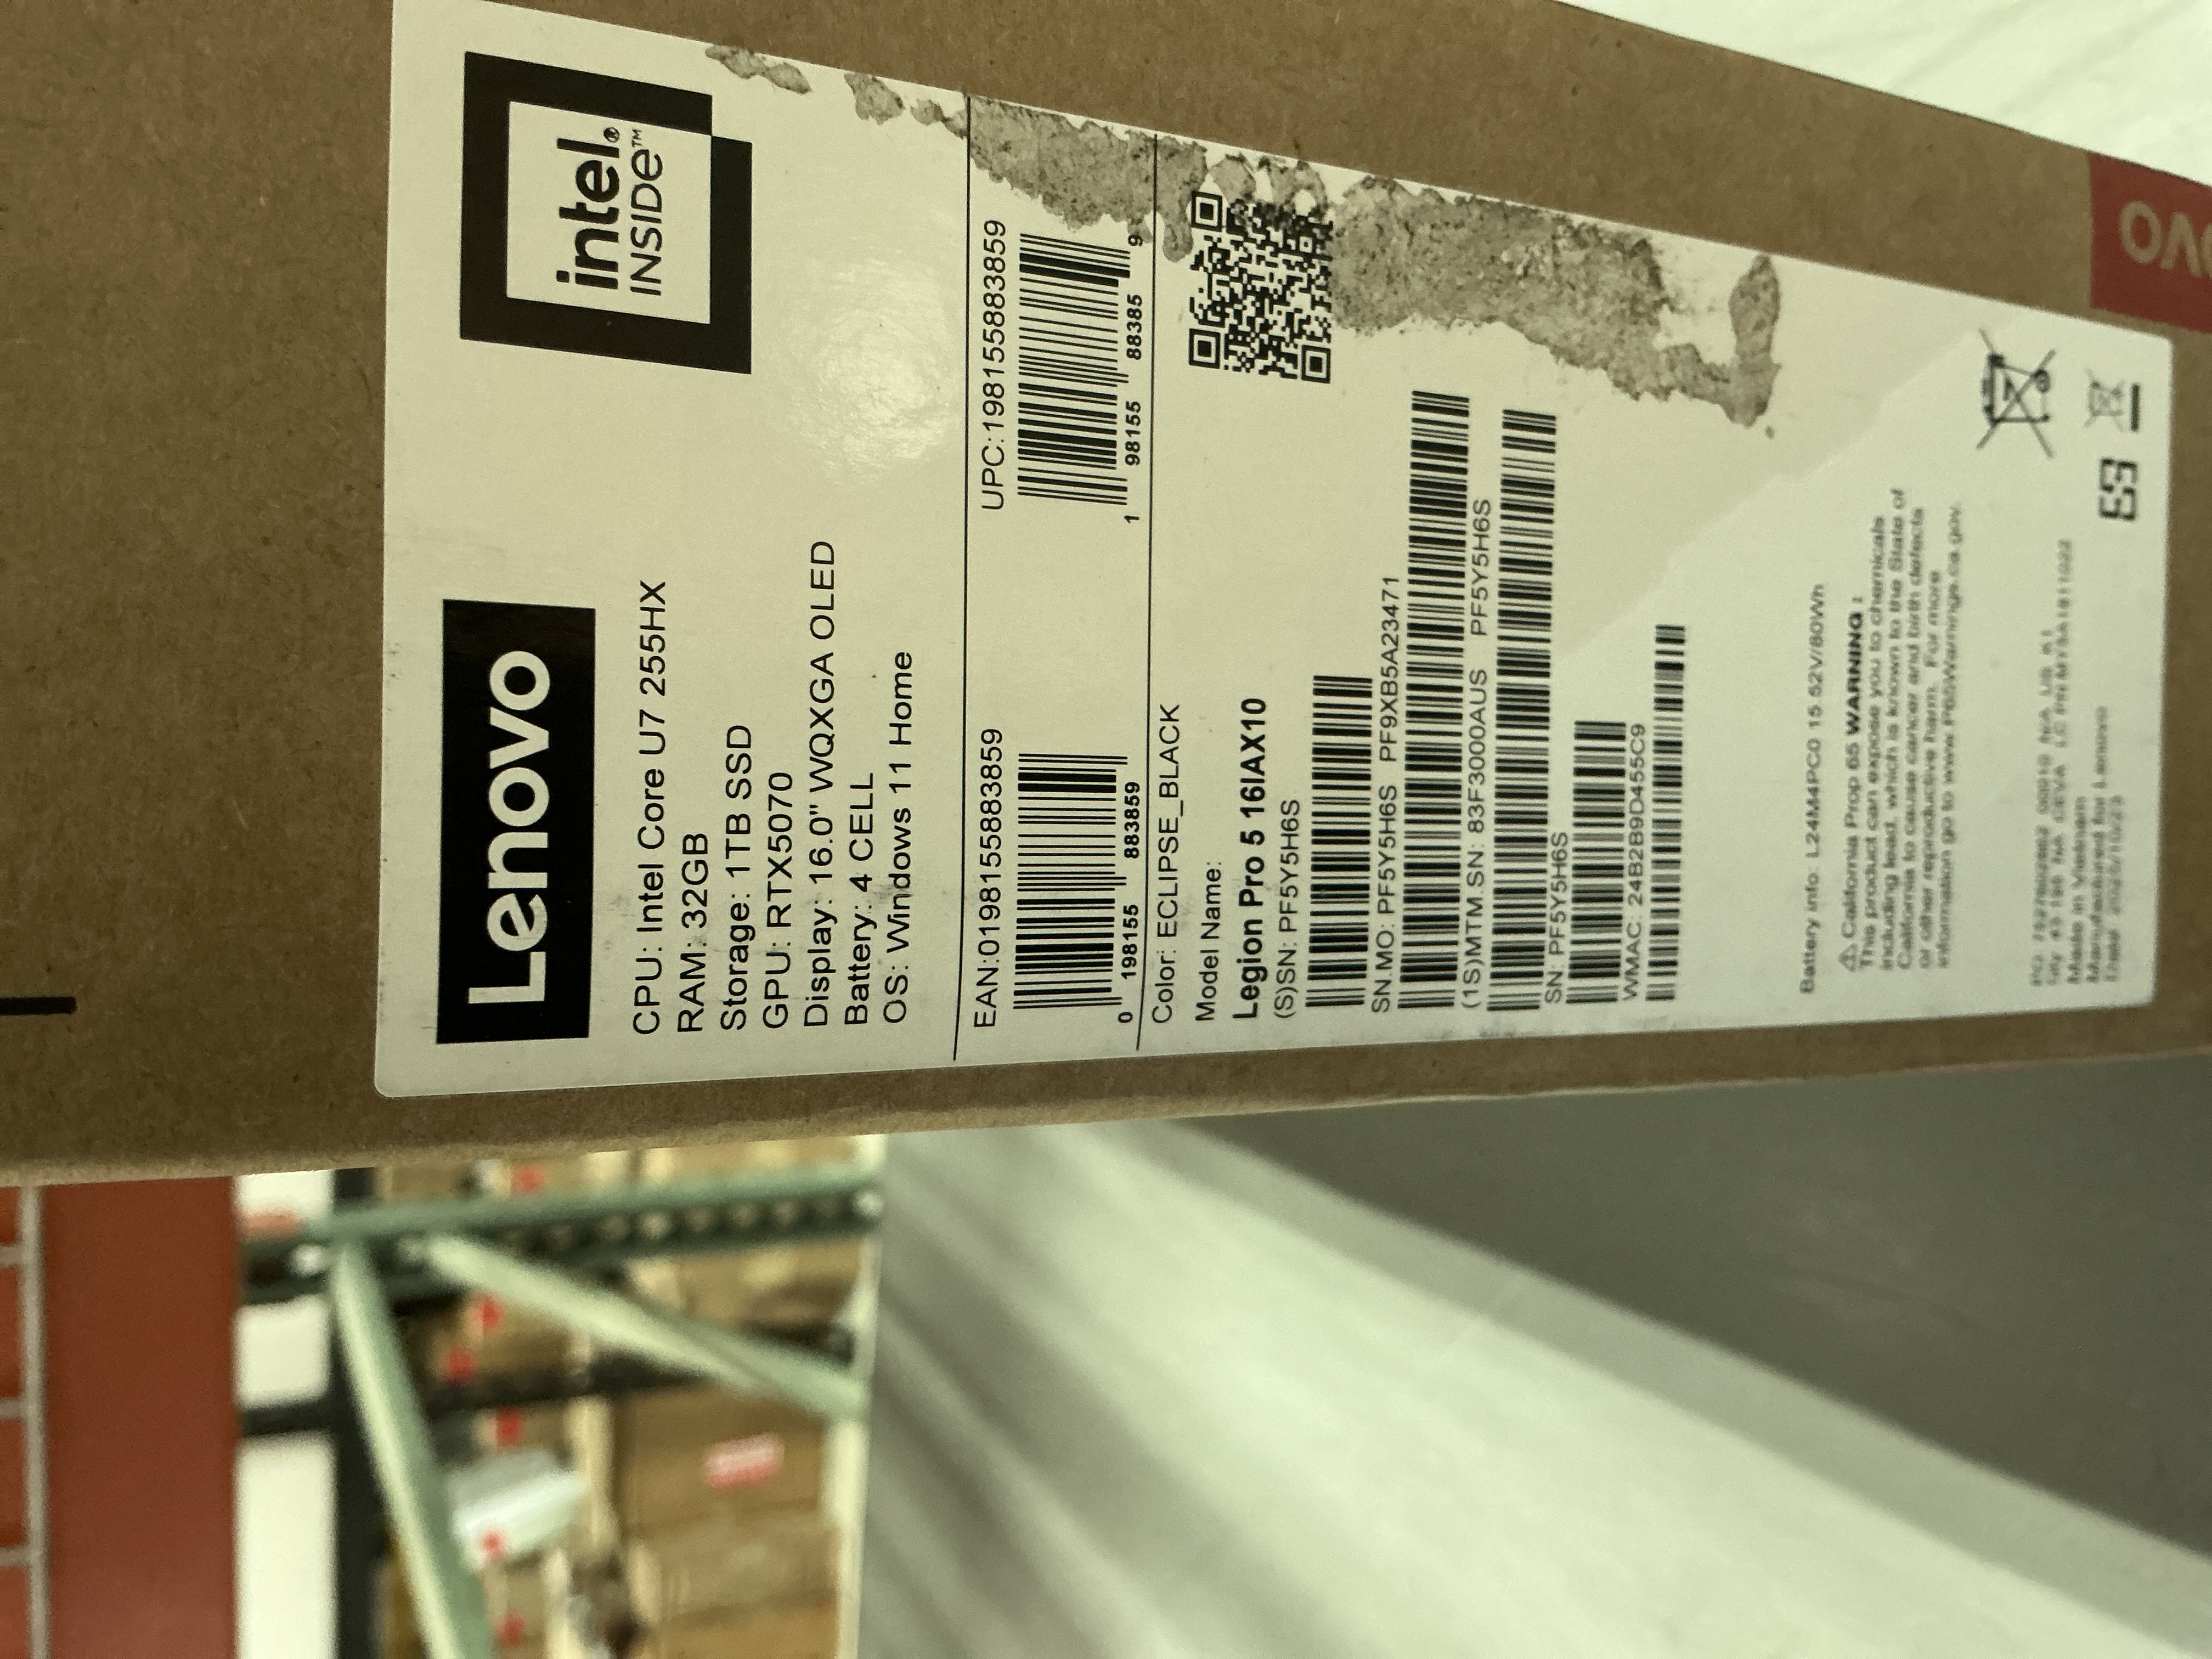 Lenovo
intel®
INSIDE™
CPU: Intel Core U7 255HX
RAM: 32GB
Storage: 1TB SSD
GPU: RTX5070
Display: 16.0" WQXGA OLED
Battery: 4 CELL
OS: Windows 11 Home
EAN:0198155883859
0 198155 883859
UPC:198155883859
1 98155 88385 9
Color: ECLIPSE_BLACK
Model Name:
Legion Pro 5 16IAX10
(S)SN: PF5Y5H6S
SN.MO: PF5Y5H6S PF9XB5A23471
(1S)MTM.SN: 83F3000AUS PF5Y5H6S
SN: PF5Y5H6S
WMAC: 24B2B9D455C9
Battery info: L24M4PC0 15.52V/80Wh
⚠ California Prop 65 WARNING :
This product can expose you to chemicals
including lead, which is known to the State of
California to cause cancer and birth defects
or other reproductive harm. For more
information go to www.P65Warnings.ca.gov.
Made in Vietnam
Manufactured for Lenovo